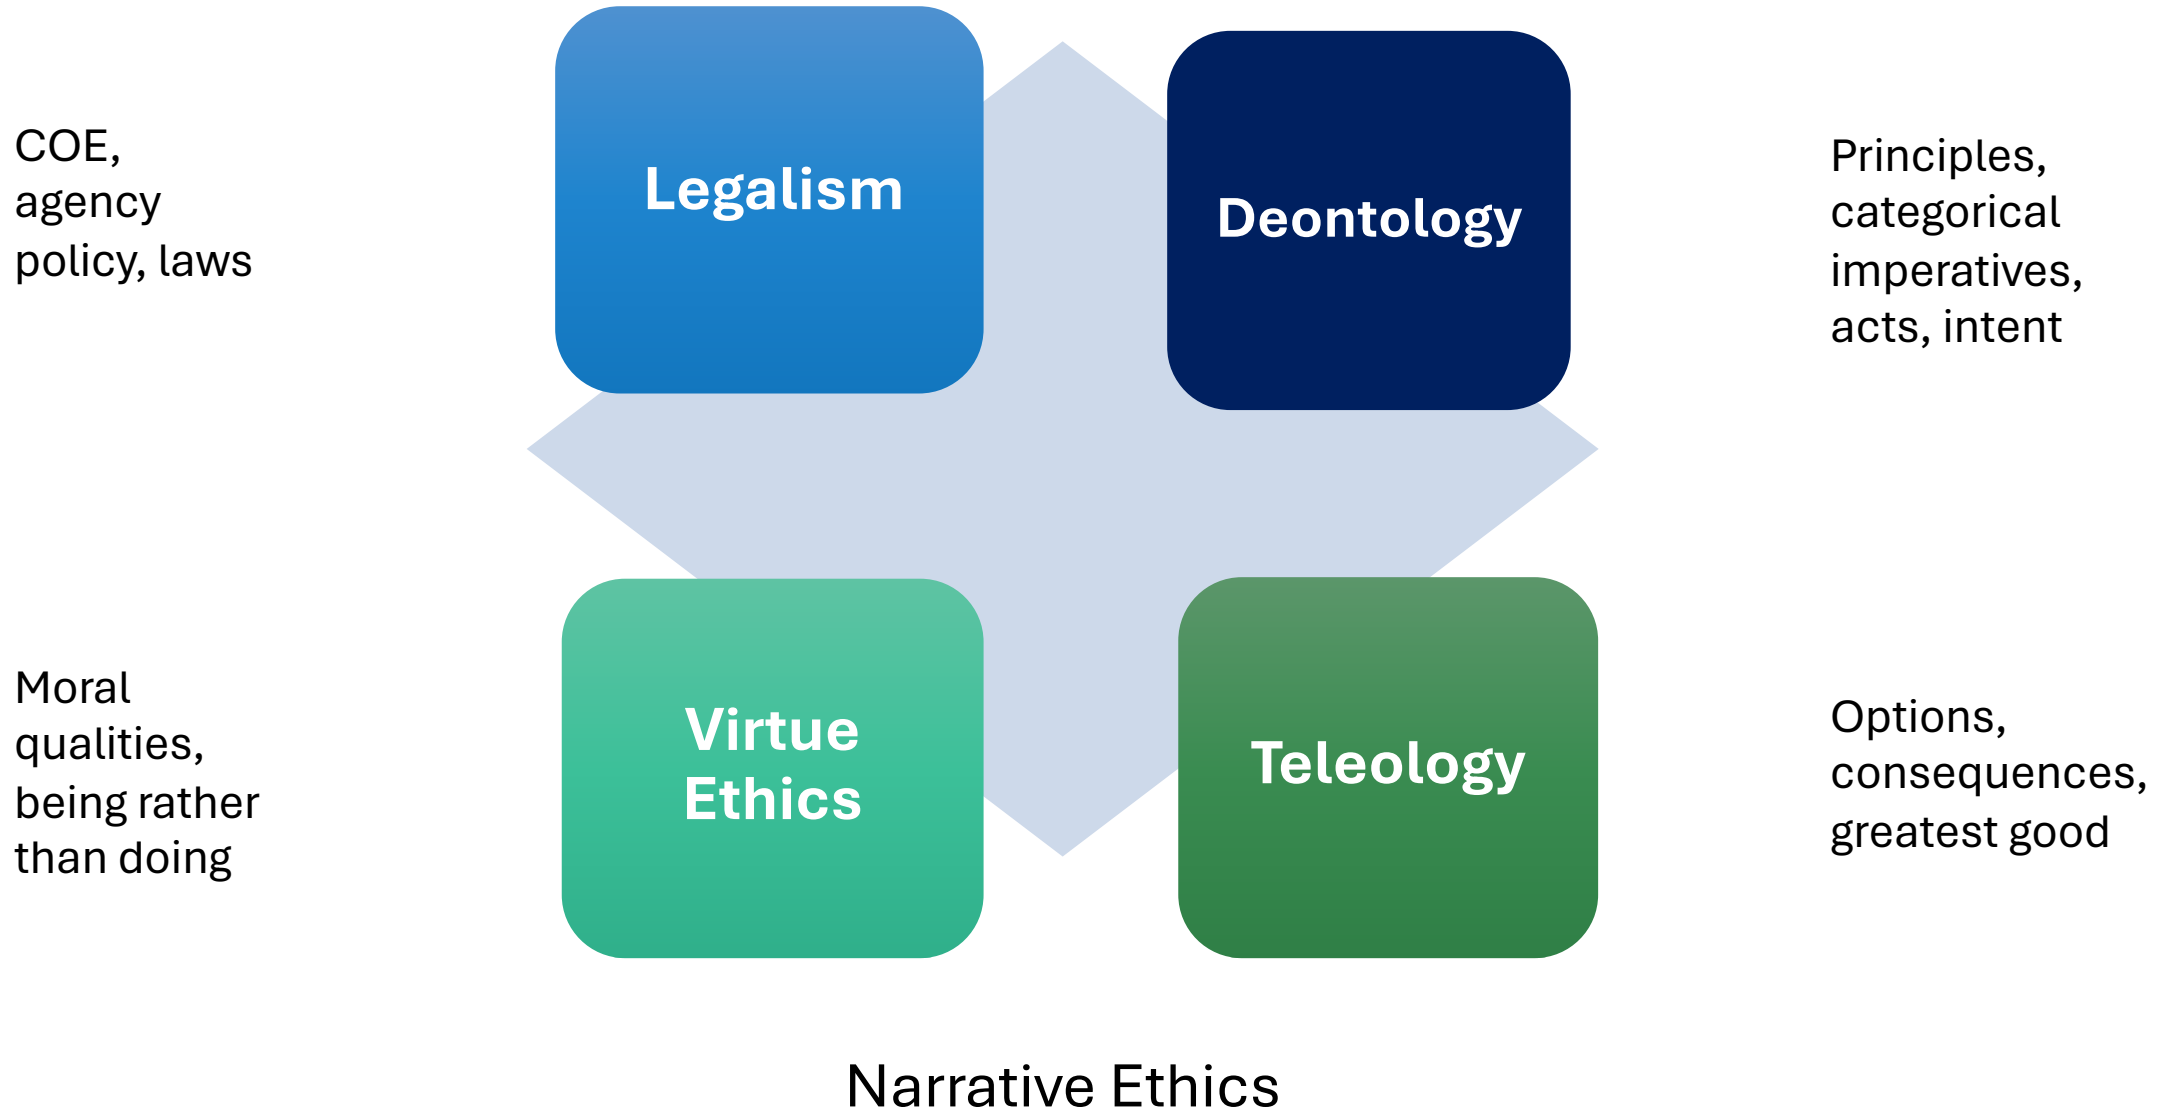 Legalism
Deontology
COE,
agency
policy, laws
Principles,
categorical
imperatives,
acts, intent
Virtue
Ethics
Teleology
Moral
qualities,
being rather
than doing
Options,
consequences,
greatest good
Narrative Ethics